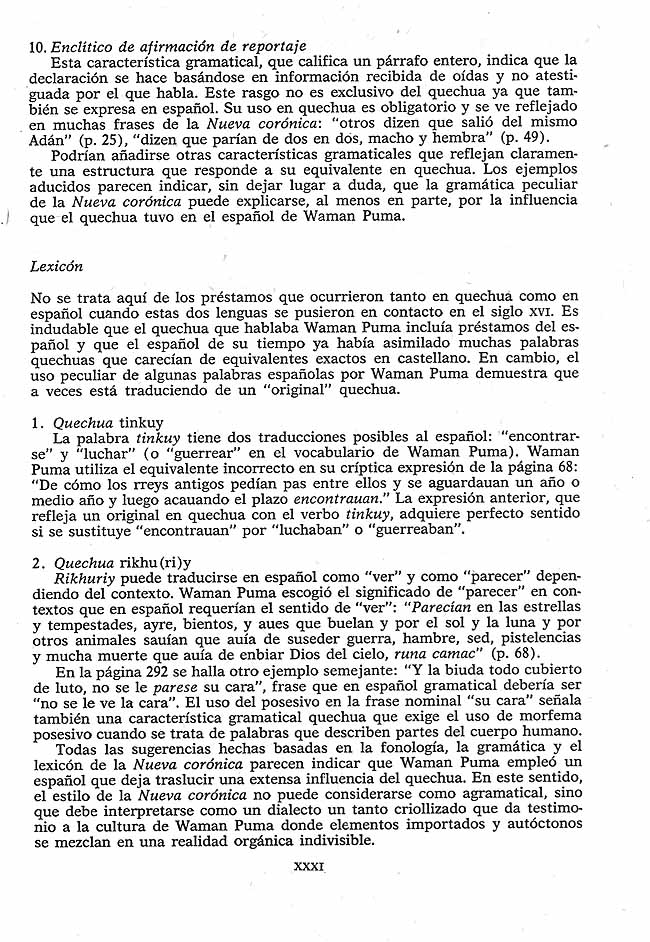 10. Enclítico de afirmación de reportaje
Esta característica gramatical, que califica un párrafo entero, indica que la
declaración se hace basándose en información recibida de oídas y no atesti-
guada por el que habla. Este rasgo no es exclusivo del quechua ya que tam-
bién se expresa en español. Su uso en quechua es obligatorio y se ve reflejado
en muchas frases de la Nueva corónica: “otros dizen que salió del mismo
Adán” (p. 25), “dizen que parían de dos en dos, macho y hembra” (p. 49).
Podrían añadirse otras características gramaticales que reflejan claramen-
te una estructura que responde a su equivalente en quechua. Los ejemplos
aducidos parecen indicar, sin dejar lugar a duda, que la gramática peculiar
de la Nueva corónica puede explicarse, al menos en parte, por la influencia
que el quechua tuvo en el español de Waman Puma.
Lexicón
No se trata aquí de los préstamos que ocurrieron tanto en quechua como en
español cuando estas dos lenguas se pusieron en contacto en el siglo XVI. Es
indudable que el quechua que hablaba Waman Puma incluía préstamos del es-
pañol y que el español de su tiempo ya había asimilado muchas palabras
quechuas que carecían de equivalentes exactos en castellano. En cambio, el
uso peculiar de algunas palabras españolas por Waman Puma demuestra que
a veces está traduciendo de un “original” quechua.
1. Quechua tinkuy
La palabra tinkuy tiene dos traducciones posibles al español: “encontrar-
se” y “luchar” (o “guerrear” en el vocabulario de Waman Puma). Waman
Puma utiliza el equivalente incorrecto en su críptica expresión de la página 68:
“De cómo los rreys antigos pedían pas entre ellos y se aguardauan un año o
medio año y luego acauando el plazo encontrauan.” La expresión anterior, que
refleja un original en quechua con el verbo tinkuy, adquiere perfecto sentido
si se sustituye “encontrauan” por “luchaban” o “guerreaban”.
2. Quechua rikhu(ri)y
Rikhuriy puede traducirse en español como “ver” y como “parecer” depen-
diendo del contexto. Waman Puma escogió el significado de “parecer” en con-
textos que en español requerían el sentido de “ver”: “Parecían en las estrellas
y tempestades, ayre, bientos, y aues que buelan y por el sol y la luna y por
otros animales sauían que auía de suseder guerra, hambre, sed, pistelencias
y mucha muerte que auía de enbiar Dios del cielo, runa camac” (p. 68).
En la página 292 se halla otro ejemplo semejante: “Y la biuda todo cubierto
de luto, no se le parese su cara”, frase que en español gramatical debería ser
“no se le ve la cara”. El uso del posesivo en la frase nominal “su cara” señala
también una característica gramatical quechua que exige el uso de morfema
posesivo cuando se trata de palabras que describen partes del cuerpo humano.
Todas las sugerencias hechas basadas en la fonología, la gramática y el
lexicón de la Nueva corónica parecen indicar que Waman Puma empleó un
español que deja traslucir una extensa influencia del quechua. En este sentido,
el estilo de la Nueva corónica no puede considerarse como agramatical, sino
que debe interpretarse como un dialecto un tanto criollizado que da testimo-
nio a la cultura de Waman Puma donde elementos importados y autóctonos
se mezclan en una realidad orgánica indivisible.
XXXI